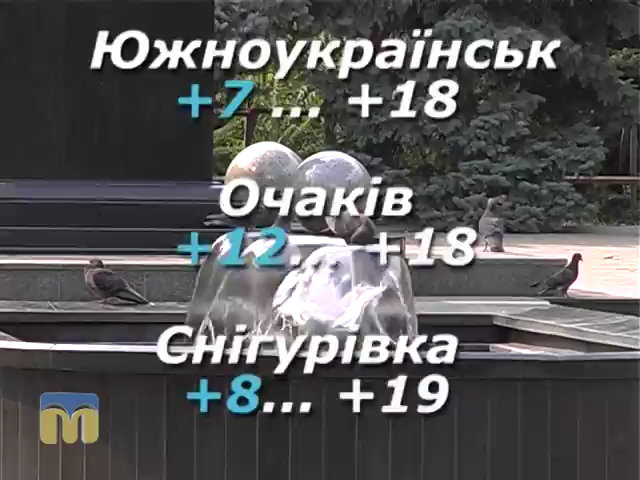 Южноукраїнськ
+7 ... +18
Очаків
+12... +18
Снігурівка
+8... +19